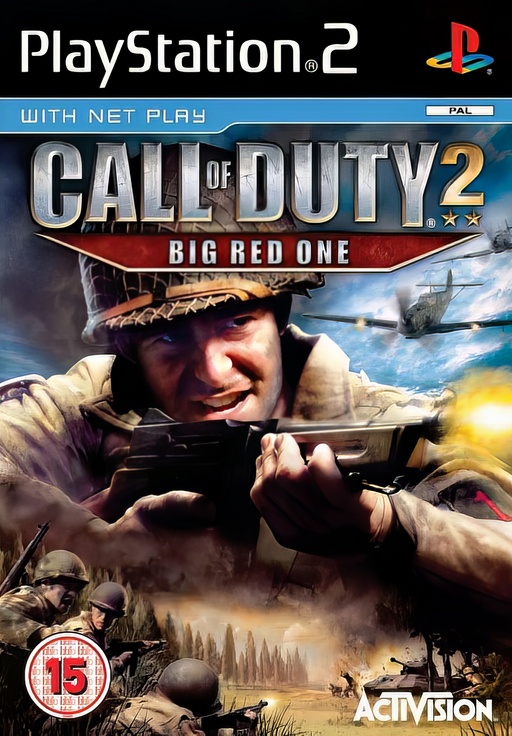 PlayStation®2
WITH NET PLAY
PAL
CALL OF DUTY® 2
BIG RED ONE
15
ACTIVISION